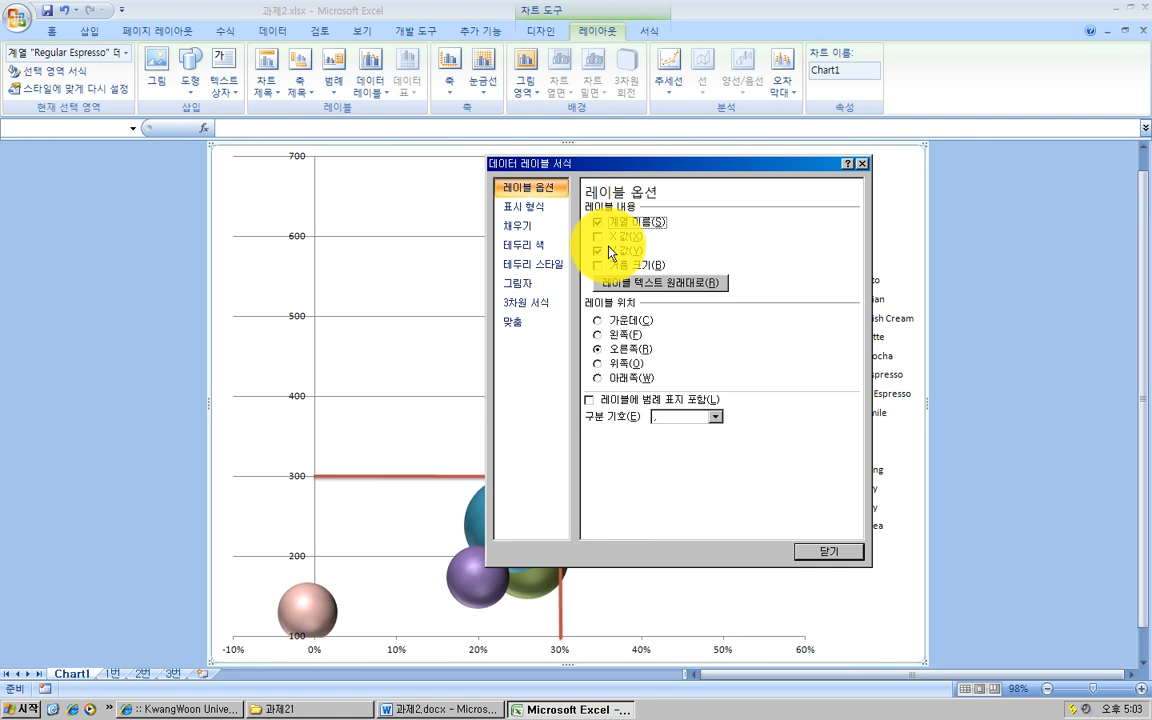 과제2.xlsx - Microsoft Excel
차트 도구
홈 삽입 페이지 레이아웃 수식 데이터 검토 보기 개발 도구 추가 기능 디자인 레이아웃 서식
계열 "Regular Espresso" 더
선택 영역 서식
스타일에 맞게 다시 설정
현재 선택 영역
그림
도형
텍스트 상자
삽입
차트 제목
축 제목
범례
데이터 레이블
데이터 표
레이블
축
눈금선
축
그림 영역
차트 옆면
차트 밑면
3차원 회전
배경
추세선
선
양선/음선
오차 막대
분석
차트 이름:
Chart1
속성
fx
700
600
500
400
300
200
100
-10% 0% 10% 20% 30% 40% 50% 60%
데이터 레이블 서식
레이블 옵션
표시 형식
채우기
테두리 색
테두리 스타일
그림자
3차원 서식
맞춤
레이블 옵션
레이블 내용
계열 이름(S)
X 값(X)
값(Y)
거품 크기(B)
레이블 텍스트 원래대로(R)
레이블 위치
가운데(C)
왼쪽(F)
오른쪽(R)
위쪽(O)
아래쪽(W)
레이블에 범례 표지 포함(L)
구분 기호(E) ,
닫기
to
ian
ish Cream
tte
ocha
spresso
Espresso
mile
ng
y
y
ea
Chart1 1번 2번 3번
준비
98%
시작
:: KwangWoon Unive...
과제21
과제2.docx - Micros...
Microsoft Excel -...
오후 5:03